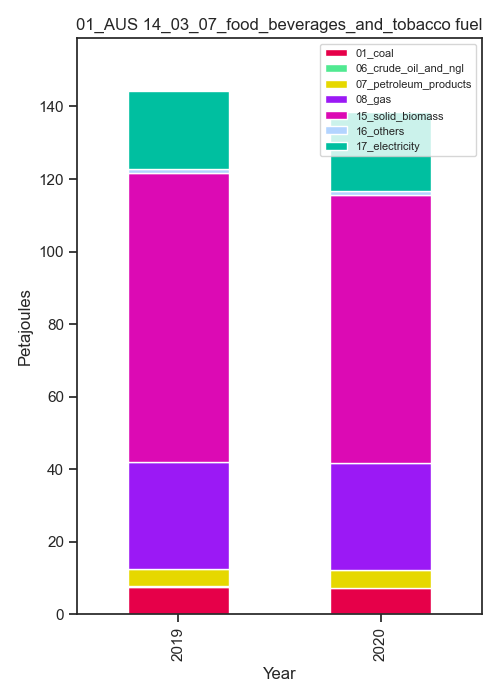 01_AUS 14_03_07_food_beverages_and_tobacco fuel
01_coal
06_crude_oil_and_ngl
07_petroleum_products
08_gas
15_solid_biomass
16_others
17_electricity
140
120
100
80
60
40
20
0
Petajoules
2019
2020
Year